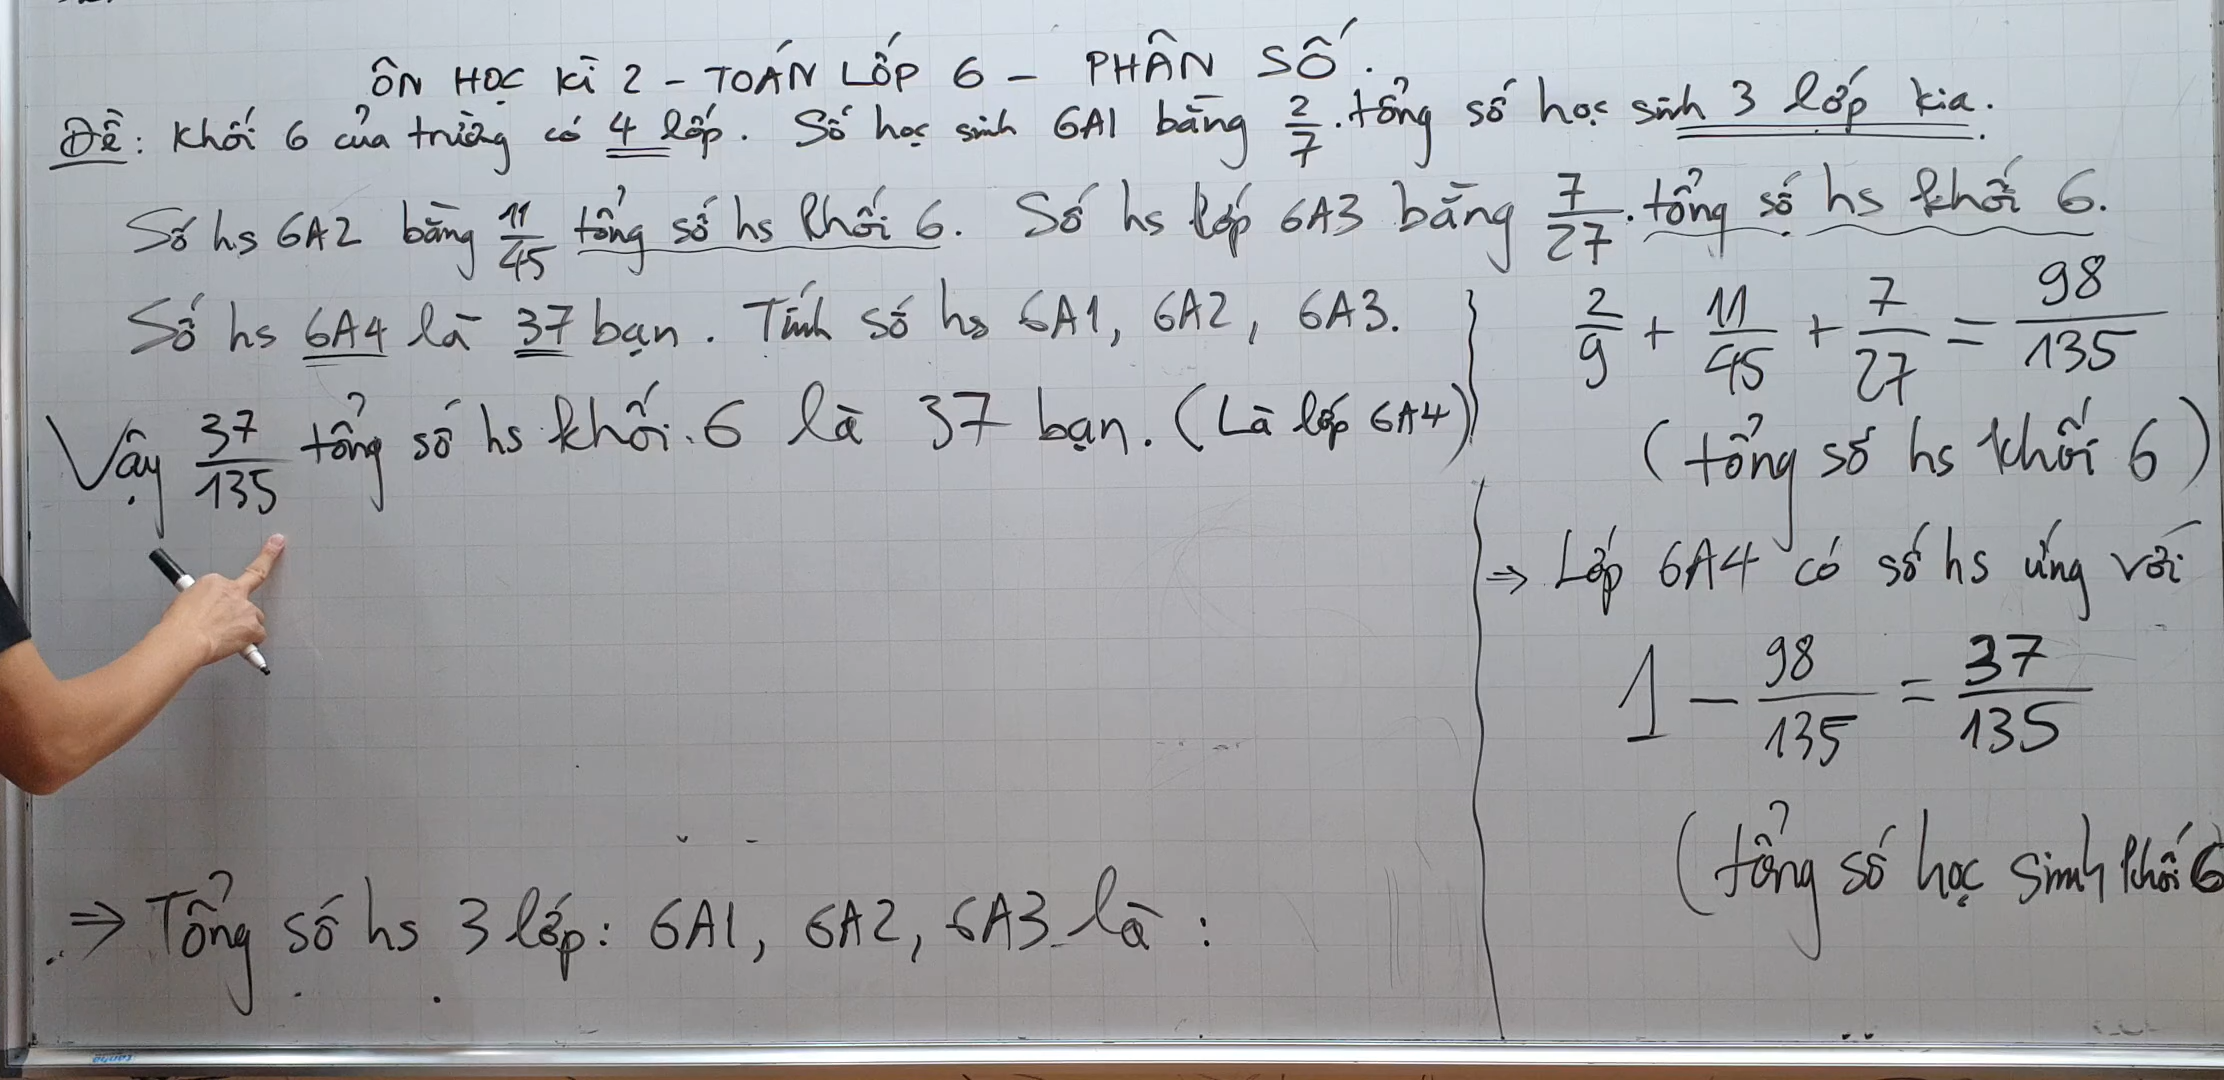 ÔN HỌC KÌ 2 - TOÁN LỚP 6 - PHÂN SỐ.
Đề: Khối 6 của trường có 4 lớp. Số học sinh 6A1 bằng 2/7 . tổng số học sinh 3 lớp kia.
Số hs 6A2 bằng 11/45 tổng số hs khối 6. Số hs lớp 6A3 bằng 7/27 . tổng số hs khối 6.
Số hs 6A4 là 37 bạn. Tính số hs 6A1, 6A2, 6A3.
Vậy 37/135 tổng số hs khối 6 là 37 bạn. (Là lớp 6A4)
⇒ Tổng số hs 3 lớp: 6A1, 6A2, 6A3 là :
2/9 + 11/45 + 7/27 = 98/135
(tổng số hs khối 6)
⇒ Lớp 6A4 có số hs ứng với
1 - 98/135 = 37/135
(tổng số học sinh khối 6